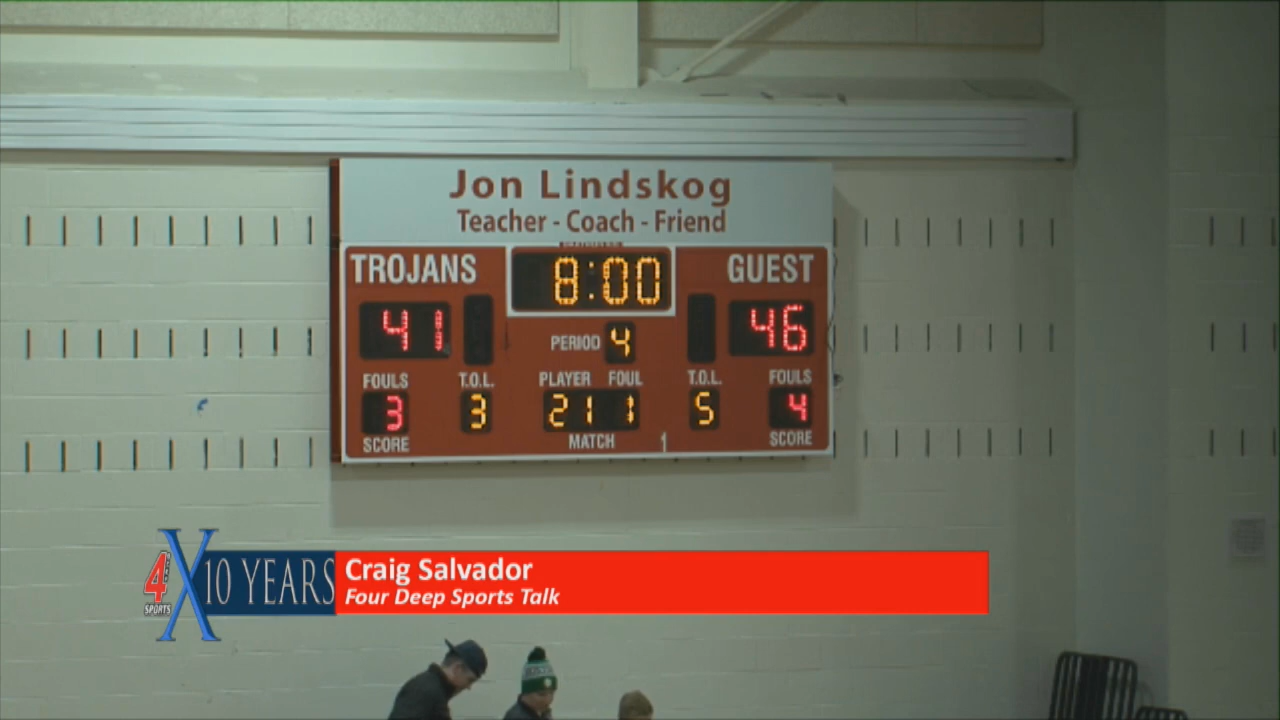 Jon Lindskog
Teacher - Coach - Friend
TROJANS
8:00
GUEST
41
PERIOD 4
46
FOULS
T.O.L.
PLAYER FOUL
T.O.L.
FOULS
3
3
21 1
5
4
SCORE
MATCH
1
SCORE
4
SPORTS
X
10 YEARS
Craig Salvador
Four Deep Sports Talk